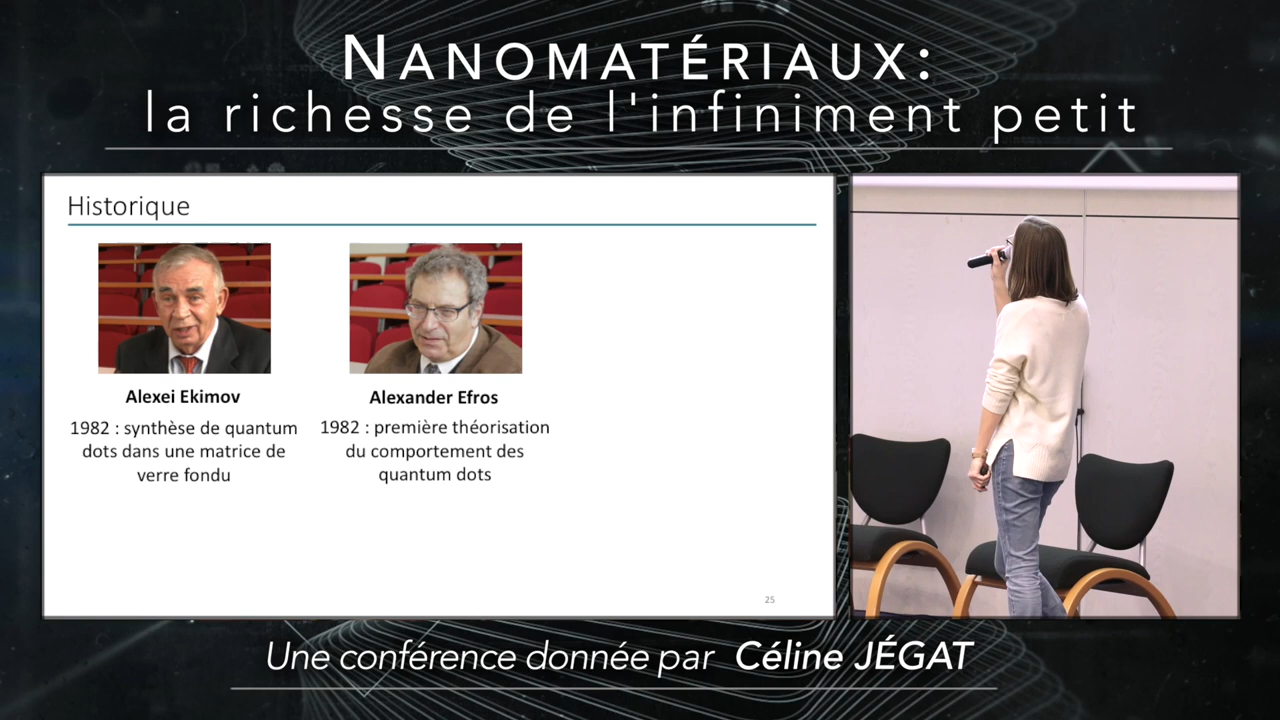 NANOMATÉRIAUX:
la richesse de l'infiniment petit
Historique
Alexei Ekimov
1982 : synthèse de quantum
dots dans une matrice de
verre fondu
Alexander Efros
1982 : première théorisation
du comportement des
quantum dots
25
Une conférence donnée par Céline JÉGAT